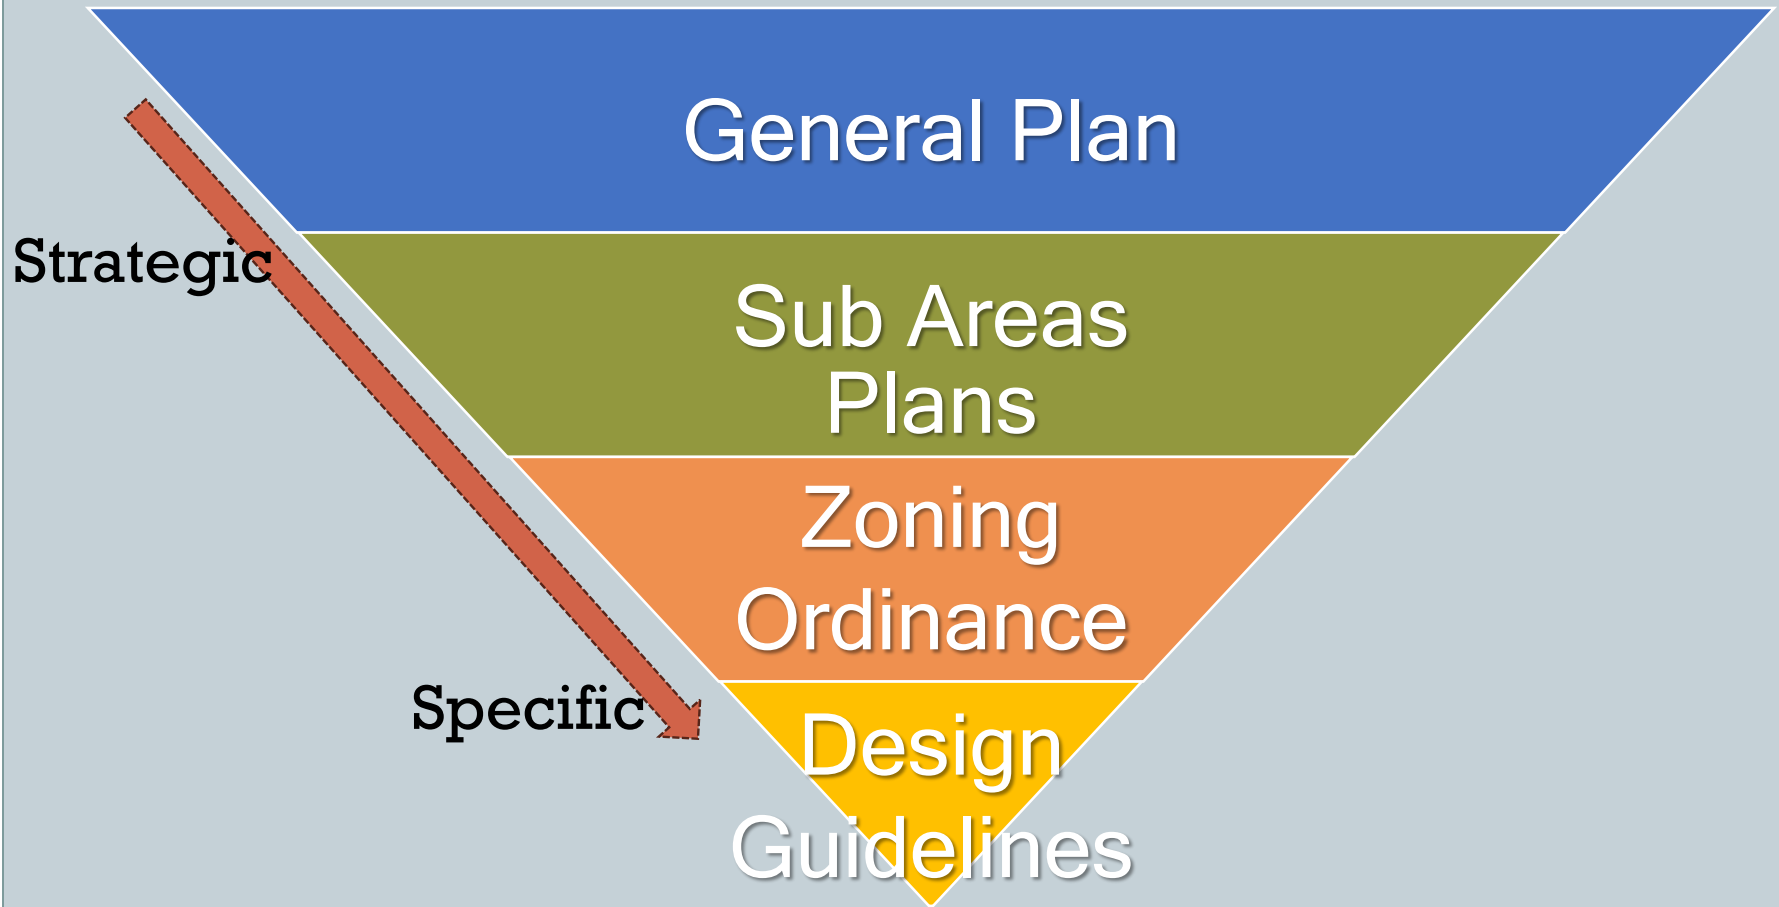 General Plan
Strategic
Sub Areas
Plans
Zoning
Ordinance
Specific
Design
Guidelines